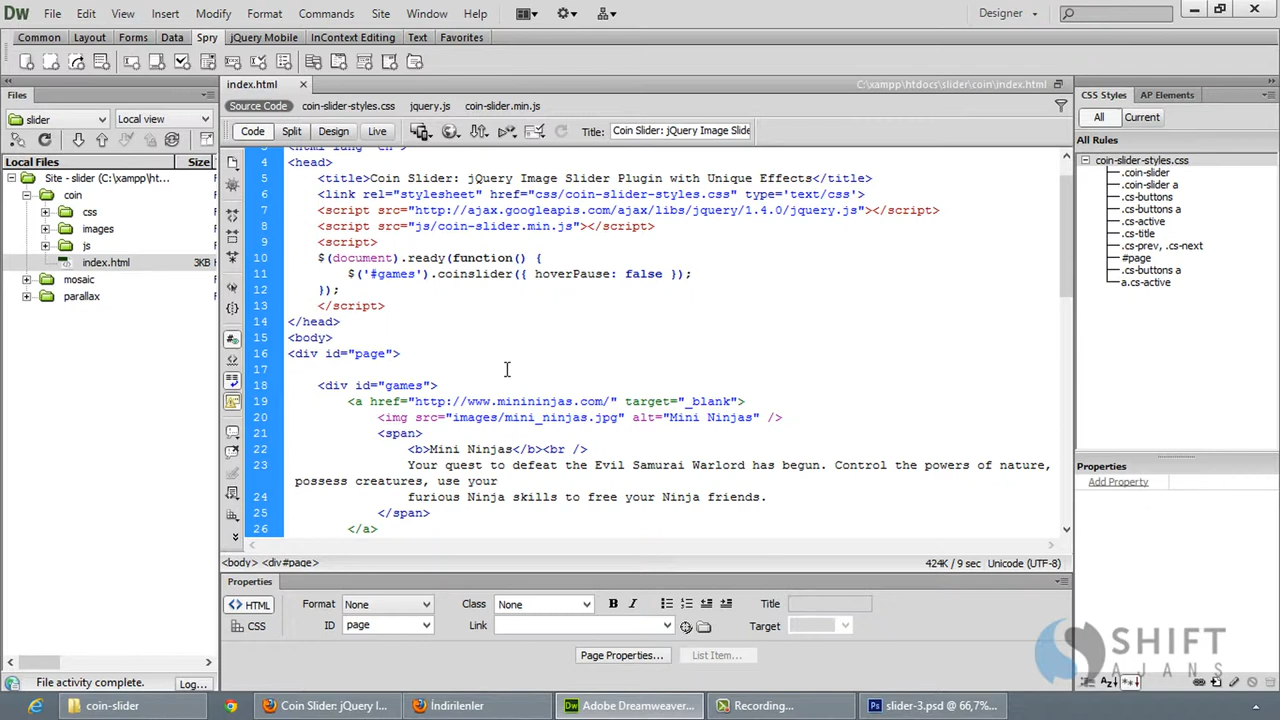 Dw File Edit View Insert Modify Format Commands Site Window Help Designer
Common Layout Forms Data Spry jQuery Mobile InContext Editing Text Favorites
Files
slider Local view
Local Files Size
Site - slider (C:\xampp\ht...
coin
css
images
js
index.html 3KB
mosaic
parallax
File activity complete. Log...
index.html C:\xampp\htdocs\slider\coin\index.html
Source Code coin-slider-styles.css jquery.js coin-slider.min.js
Code Split Design Live Title: Coin Slider: jQuery Image Slide
4 <head>
5 <title>Coin Slider: jQuery Image Slider Plugin with Unique Effects</title>
6 <link rel="stylesheet" href="css/coin-slider-styles.css" type='text/css'>
7 <script src="http://ajax.googleapis.com/ajax/libs/jquery/1.4.0/jquery.js"></script>
8 <script src="js/coin-slider.min.js"></script>
9 <script>
10 $(document).ready(function() {
11 $('#games').coinslider({ hoverPause: false });
12 });
13 </script>
14 </head>
15 <body>
16 <div id="page">
17
18 <div id="games">
19 <a href="http://www.minininjas.com/" target="_blank">
20 <img src="images/mini_ninjas.jpg" alt="Mini Ninjas" />
21 <span>
22 <b>Mini Ninjas</b><br />
23 Your quest to defeat the Evil Samurai Warlord has begun. Control the powers of nature,
possess creatures, use your
24 furious Ninja skills to free your Ninja friends.
25 </span>
26 </a>
<body> <div#page> 424K / 9 sec Unicode (UTF-8)
Properties
<> HTML Format None Class None B I Title
CSS ID page Link Target
Page Properties... List Item...
CSS Styles AP Elements
All Current
All Rules
coin-slider-styles.css
.coin-slider
.coin-slider a
.cs-buttons
.cs-buttons a
.cs-active
.cs-title
.cs-prev, .cs-next
#page
.cs-buttons a
a.cs-active
Properties
Add Property
SHIFT
AJANS
coin-slider Coin Slider: jQuery I... İndirilenler Adobe Dreamweaver... Recording... slider-3.psd @ 66,7%...